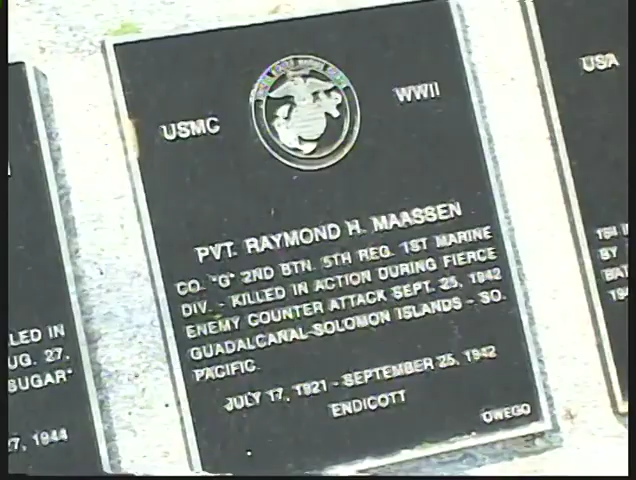 USMC
WWII
PVT. RAYMOND H. MAASSEN
CO. "G" 2ND BTN. 5TH REG. 1ST MARINE
DIV. - KILLED IN ACTION DURING FIERCE
ENEMY COUNTER ATTACK SEPT. 25, 1942
GUADALCANAL-SOLOMON ISLANDS - SO.
PACIFIC.
JULY 17, 1921 - SEPTEMBER 25, 1942
ENDICOTT
OWEGO
LED IN
UG. 27,
SUGAR"
27, 1944
USA
BY